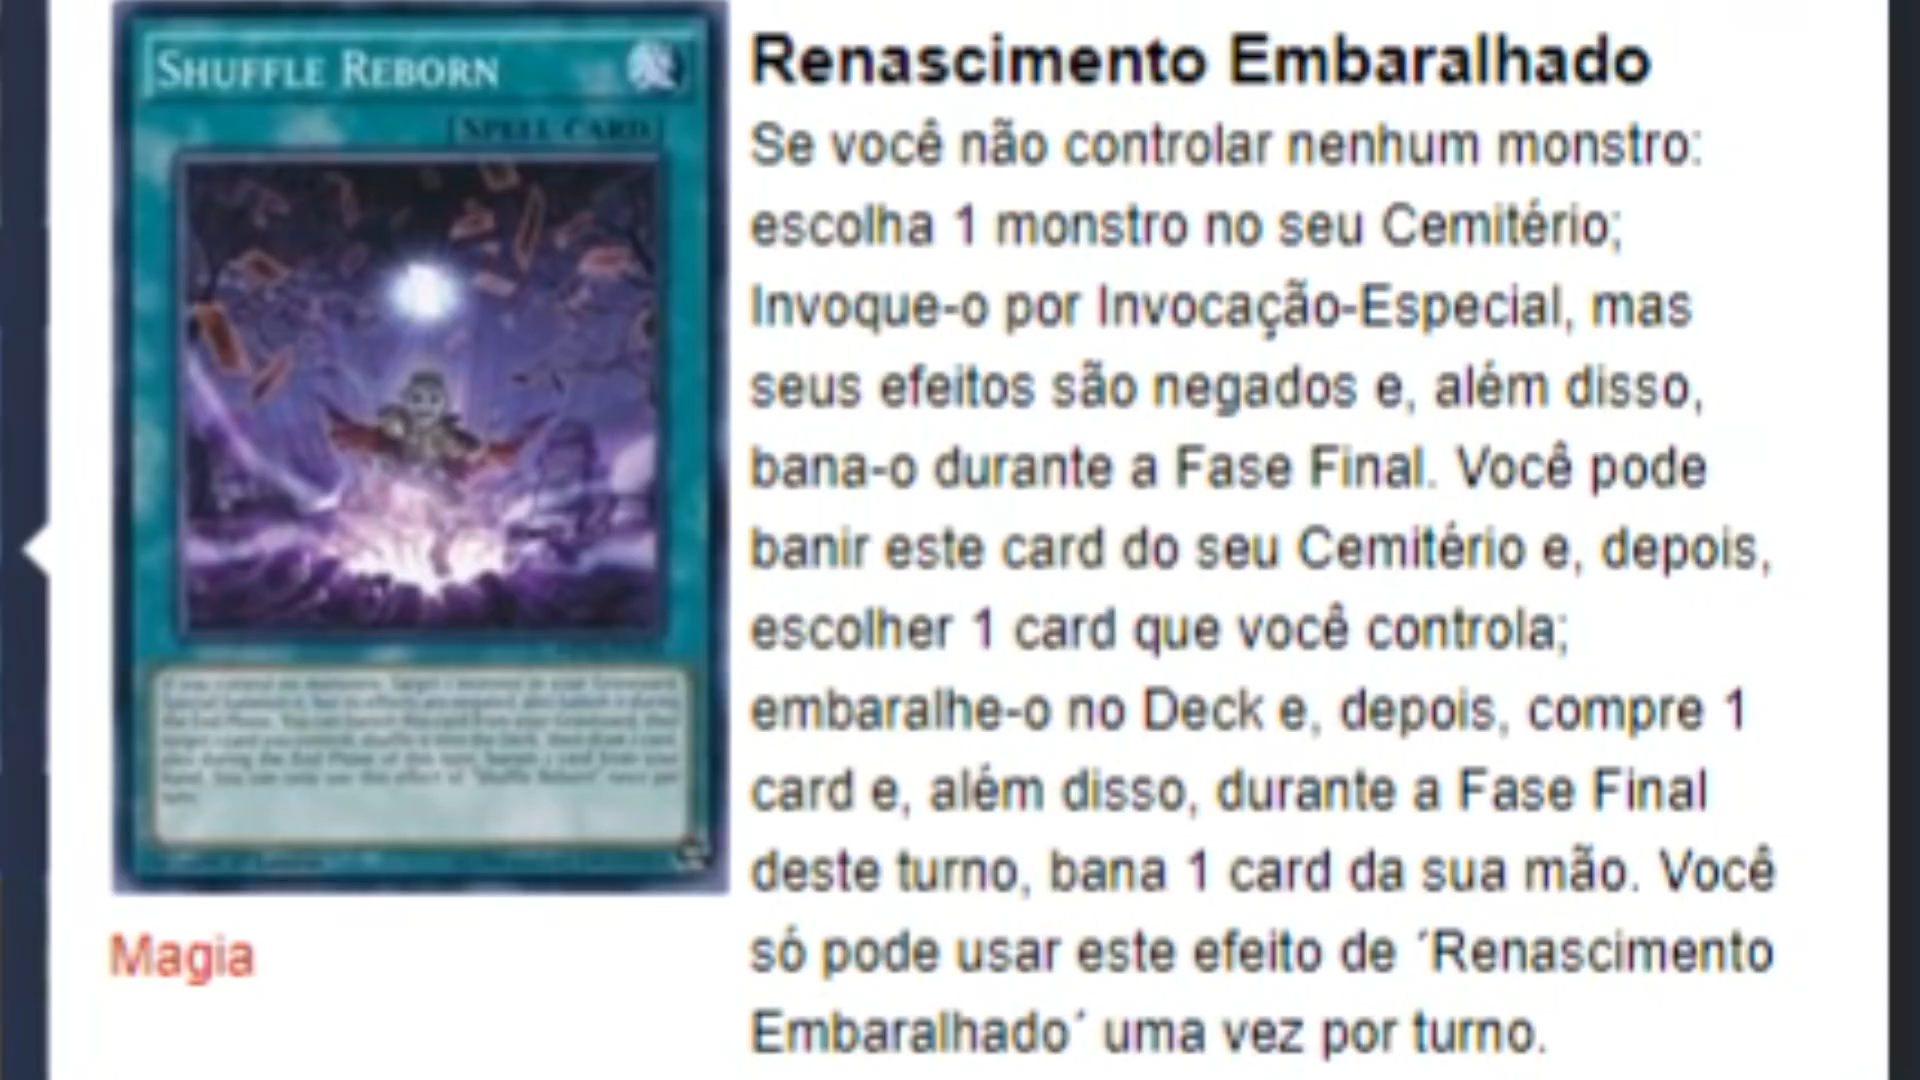 SHUFFLE REBORN
[SPELL CARD]
Magia
Renascimento Embaralhado
Se você não controlar nenhum monstro:
escolha 1 monstro no seu Cemitério;
Invoque-o por Invocação-Especial, mas
seus efeitos são negados e, além disso,
bana-o durante a Fase Final. Você pode
banir este card do seu Cemitério e, depois,
escolher 1 card que você controla;
embaralhe-o no Deck e, depois, compre 1
card e, além disso, durante a Fase Final
deste turno, bana 1 card da sua mão. Você
só pode usar este efeito de ´Renascimento
Embaralhado´ uma vez por turno.